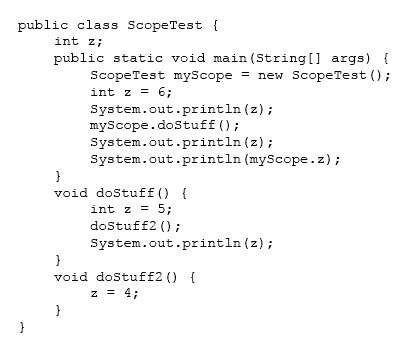 public class ScopeTest {
    int z;
    public static void main(String[] args) {
        ScopeTest myScope = new ScopeTest();
        int z = 6;
        System.out.println(z);
        myScope.doStuff();
        System.out.println(z);
        System.out.println(myScope.z);
    }
    void doStuff() {
        int z = 5;
        doStuff2();
        System.out.println(z);
    }
    void doStuff2() {
        z = 4;
    }
}